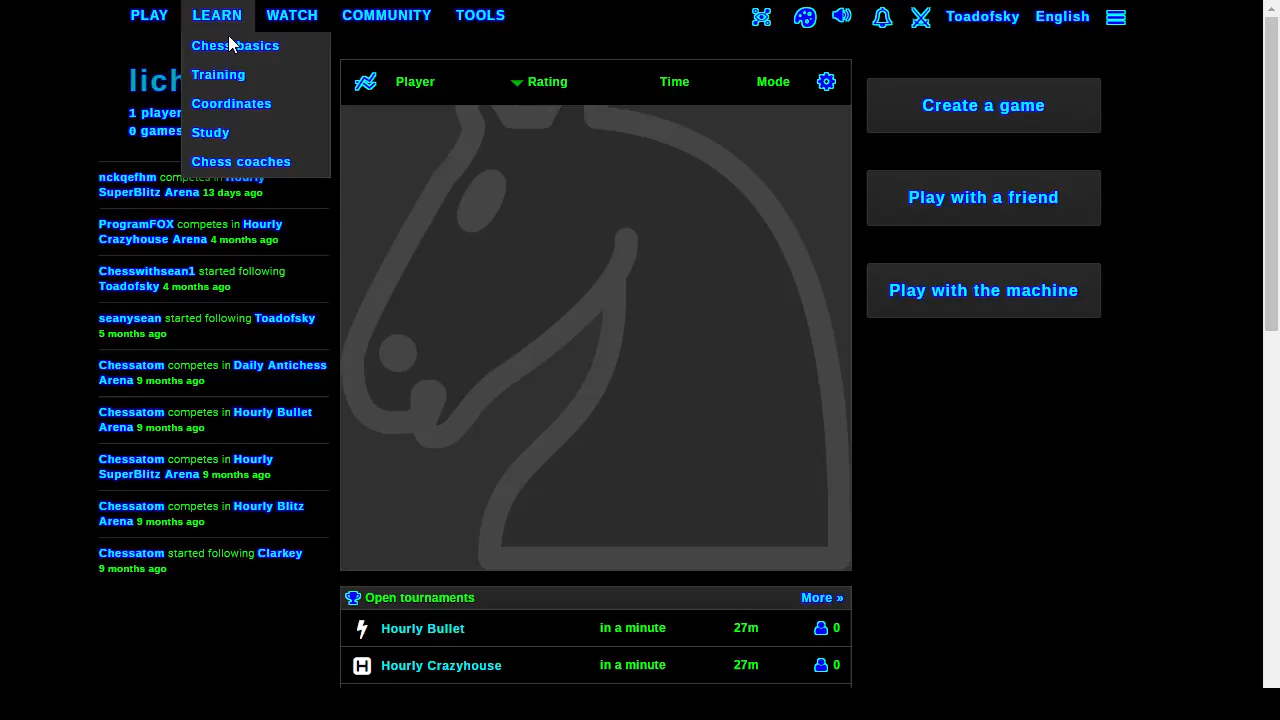 PLAY LEARN WATCH COMMUNITY TOOLS Toadofsky English
Chess basics
Training
Coordinates
Study
Chess coaches
lich
1 player
0 games
nckqefhm competes in Hourly
SuperBlitz Arena 13 days ago
ProgramFOX competes in Hourly
Crazyhouse Arena 4 months ago
Chesswithsean1 started following
Toadofsky 4 months ago
seanysean started following Toadofsky
5 months ago
Chessatom competes in Daily Antichess
Arena 9 months ago
Chessatom competes in Hourly Bullet
Arena 9 months ago
Chessatom competes in Hourly
SuperBlitz Arena 9 months ago
Chessatom competes in Hourly Blitz
Arena 9 months ago
Chessatom started following Clarkey
9 months ago
Player Rating Time Mode
Open tournaments More »
Hourly Bullet in a minute 27m 0
Hourly Crazyhouse in a minute 27m 0
Create a game
Play with a friend
Play with the machine